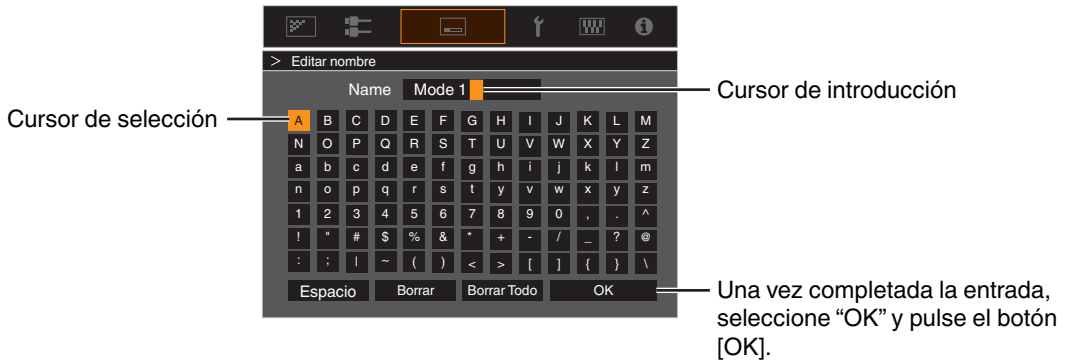 > Editar nombre
Name Mode 1
Cursor de introducción
Cursor de selección
A B C D E F G H I J K L M
N O P Q R S T U V W X Y Z
a b c d e f g h i j k l m
n o p q r s t y v w x y z
1 2 3 4 5 6 7 8 9 0 , . ^
! " # $ % & * + - / _ ? @
: ; | ~ ( ) < > [ ] { } \
Espacio Borrar Borrar Todo OK
Una vez completada la entrada,
seleccione “OK” y pulse el botón
[OK].